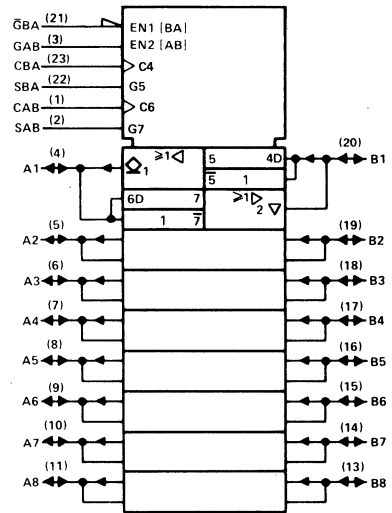 G̅BA (21) EN1 [BA]
GAB (3) EN2 [AB]
CBA (23) C4
SBA (22) G5
CAB (1) C6
SAB (2) G7
A1 (4) 1 ≥1 5 4D (20) B1
5̅ 1
6D 7 ≥1
1 7̅ 2
A2 (5) (19) B2
A3 (6) (18) B3
A4 (7) (17) B4
A5 (8) (16) B5
A6 (9) (15) B6
A7 (10) (14) B7
A8 (11) (13) B8